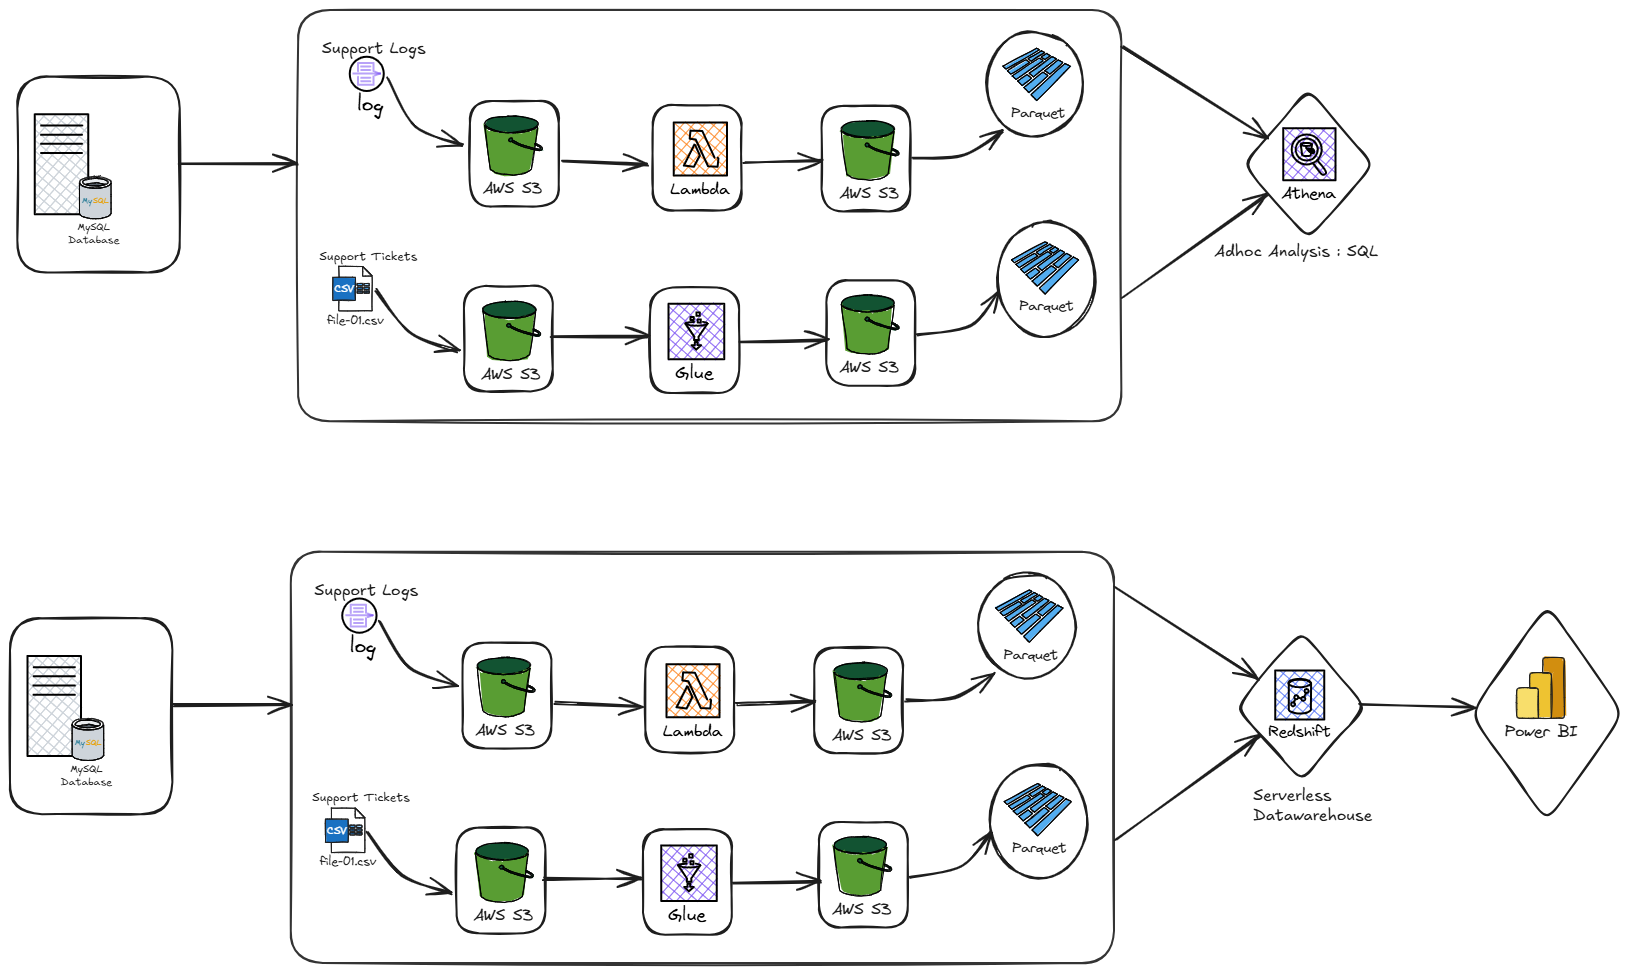 Support Logs
log
AWS S3
Lambda
AWS S3
Parquet
MySQL
MySQL
Database
Athena
Adhoc Analysis : SQL
Support Tickets
CSV
file-01.csv
AWS S3
Glue
AWS S3
Parquet
Support Logs
log
AWS S3
Lambda
AWS S3
Parquet
MySQL
MySQL
Database
Redshift
Serverless
Datawarehouse
Power BI
Support Tickets
CSV
file-01.csv
AWS S3
Glue
AWS S3
Parquet